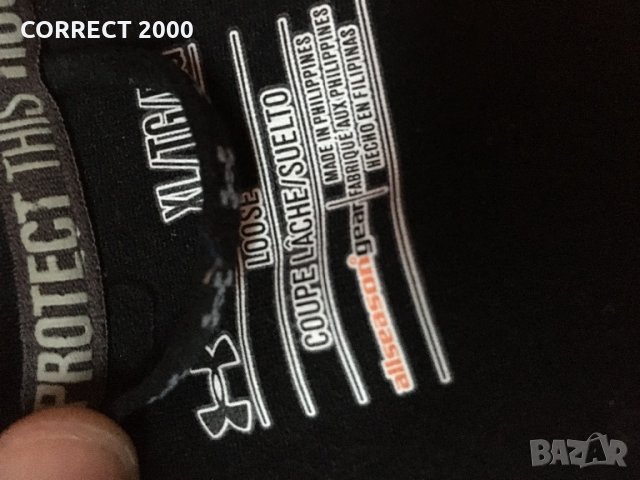 CORRECT 2000
PROTECT THIS
XL/TG/
LOOSE
COUPE LÂCHE/SUELTO
MADE IN PHILIPPINES
FABRIQUÉ AUX PHILIPPINES
HECHO EN FILIPINAS
allseasongear
BAZAR